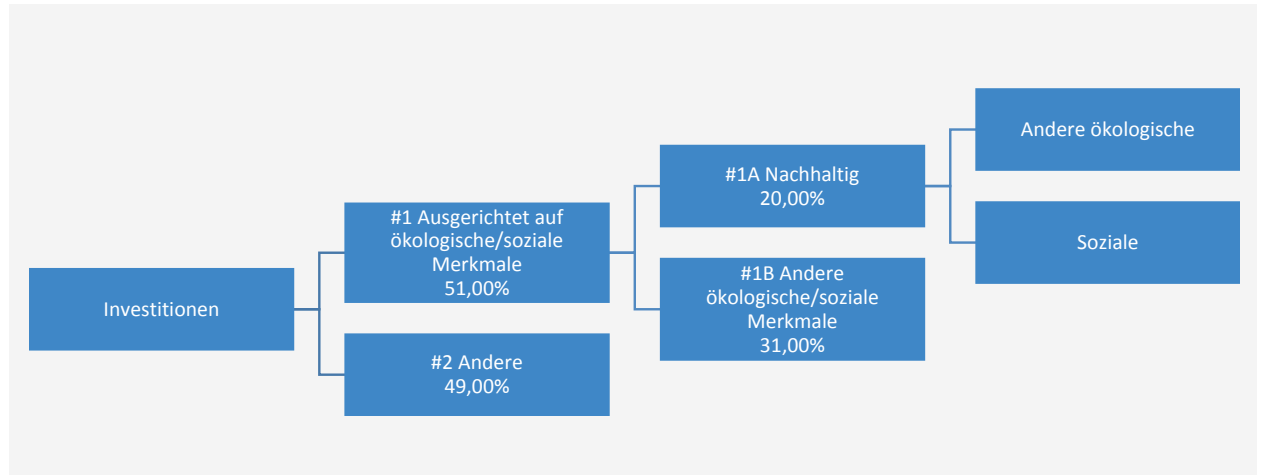 Investitionen
#1 Ausgerichtet auf
ökologische/soziale
Merkmale
51,00%
#2 Andere
49,00%
#1A Nachhaltig
20,00%
#1B Andere
ökologische/soziale
Merkmale
31,00%
Andere ökologische
Soziale